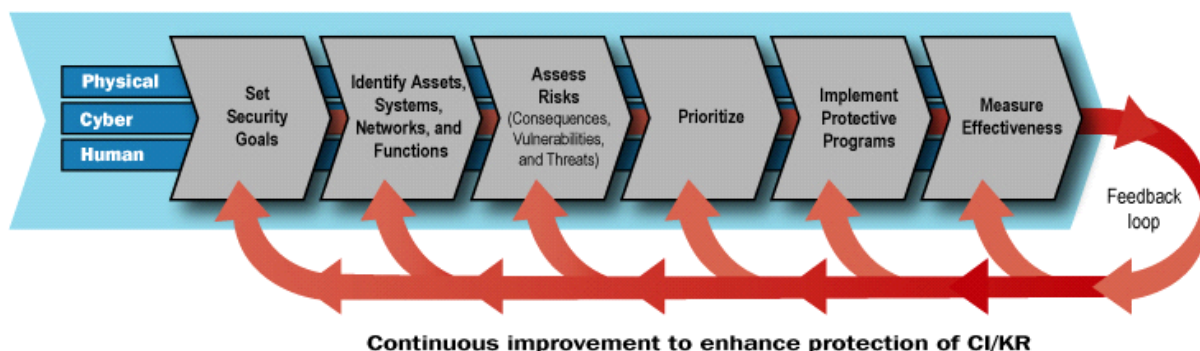 Physical
Cyber
Human
Set
Security
Goals
Identify Assets,
Systems,
Networks, and
Functions
Assess
Risks
(Consequences,
Vulnerabilities,
and Threats)
Prioritize
Implement
Protective
Programs
Measure
Effectiveness
Feedback
loop
Continuous improvement to enhance protection of CI/KR